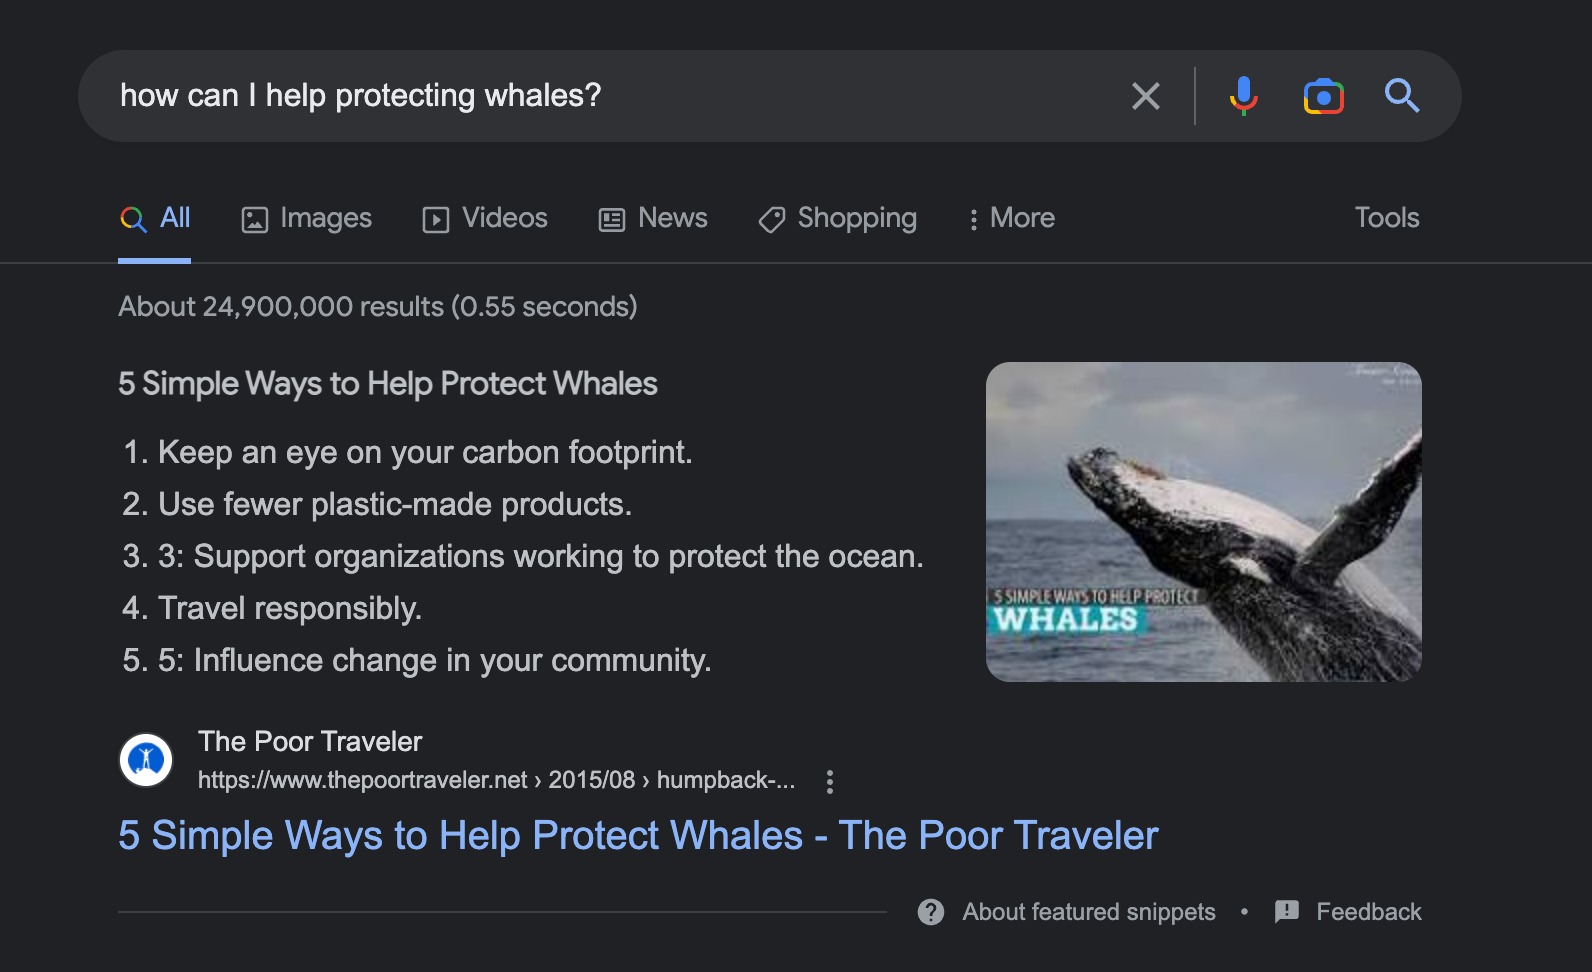 how can I help protecting whales?
All Images Videos News Shopping More Tools
About 24,900,000 results (0.55 seconds)
5 Simple Ways to Help Protect Whales
1. Keep an eye on your carbon footprint.
2. Use fewer plastic-made products.
3. 3: Support organizations working to protect the ocean.
4. Travel responsibly.
5. 5: Influence change in your community.
5 SIMPLE WAYS TO HELP PROTECT
WHALES
The Poor Traveler
https://www.thepoortraveler.net › 2015/08 › humpback-...
5 Simple Ways to Help Protect Whales - The Poor Traveler
About featured snippets • Feedback